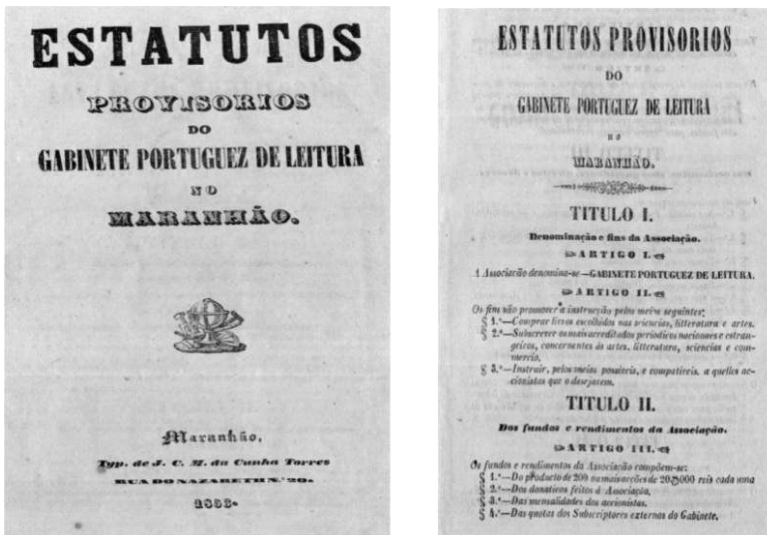 ESTATUTOS
PROVISORIOS
DO
GABINETE PORTUGUEZ DE LEITURA
NO
MARANHÃO.
Maranhão,
Typ. de J. C. M. da Cunha Torres
RUA DO NAZARETH N.º 20.
ESTATUTOS PROVISORIOS
DO
GABINETE PORTUGUEZ DE LEITURA
NO
MARANHÃO.
TITULO I.
Denominação e fins da Associação.
ARTIGO I.
A Associacão denomina-se—GABINETE PORTUGUEZ DE LEITURA.
ARTIGO II.
Os fins são promover a instrucção pelos meios seguintes:
§ 1.º—Comprar livros escolhidos nas sciencias, litteratura e artes.
§ 2.º—Subscrever os mais acreditados periodicos nacionaes e estran-
geiros, concernentes ás artes, litteratura, sciencias e com-
mercio.
§ 3.º—Instruir, pelos meios possiveis, e compativeis, a quelles ac-
cionistas que o desejarem.
TITULO II.
Dos fundos e rendimentos da Associação.
ARTIGO III.
Os fundos e rendimentos da Associação compõem-se:
§ 1.º—Do producto de 200 ou mais acções de 20$000 reis cada uma
§ 2.º—Dos donativos feitos á Associação.
§ 3.º—Das mensalidades dos accionistas.
§ 4.º—Das quotas dos Subscriptores externos do Gabinete.